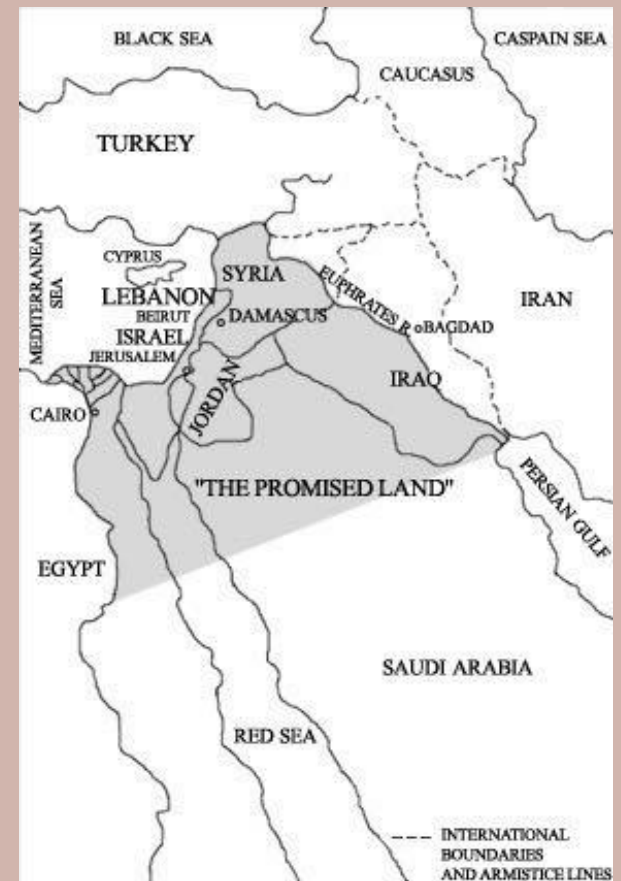 BLACK SEA
CASPAIN SEA
CAUCASUS
TURKEY
MEDITERRANEAN
SEA
CYPRUS
SYRIA
LEBANON
BEIRUT
DAMASCUS
ISRAEL
JERUSALEM
EUPHRATES R.
BAGDAD
IRAN
CAIRO
JORDAN
IRAQ
"THE PROMISED LAND"
PERSIAN GULF
EGYPT
SAUDI ARABIA
RED SEA
INTERNATIONAL
BOUNDARIES
AND ARMISTICE LINES